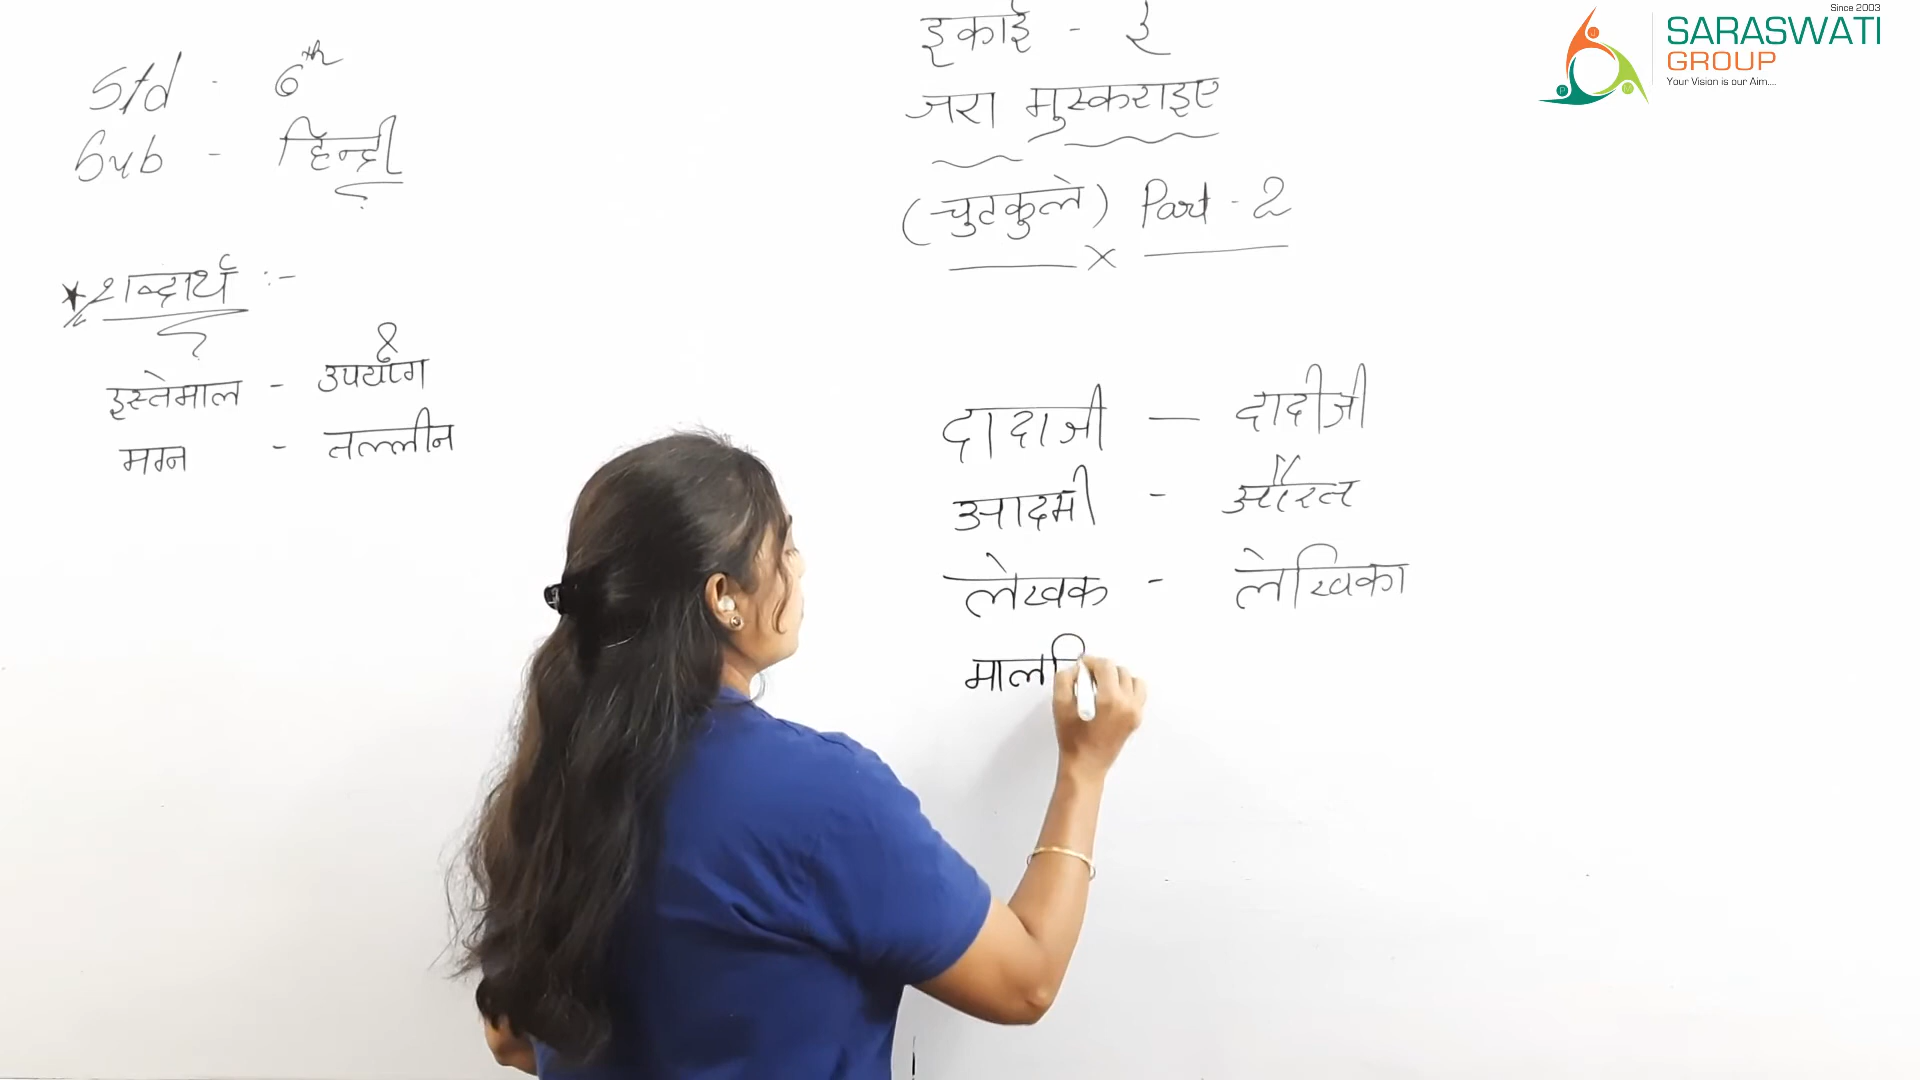 Std - 6th
Sub - हिन्दी
इकाई - ३
जरा मुस्कराइए
(चुटकुले) Part - 2
Since 2003
SARASWATI
GROUP
Your Vision is our Aim....
* शब्दार्थ :-
इस्तेमाल - उपयोग
मग्न - तल्लीन
दादाजी — दादीजी
आदमी - औरत
लेखक - लेखिका